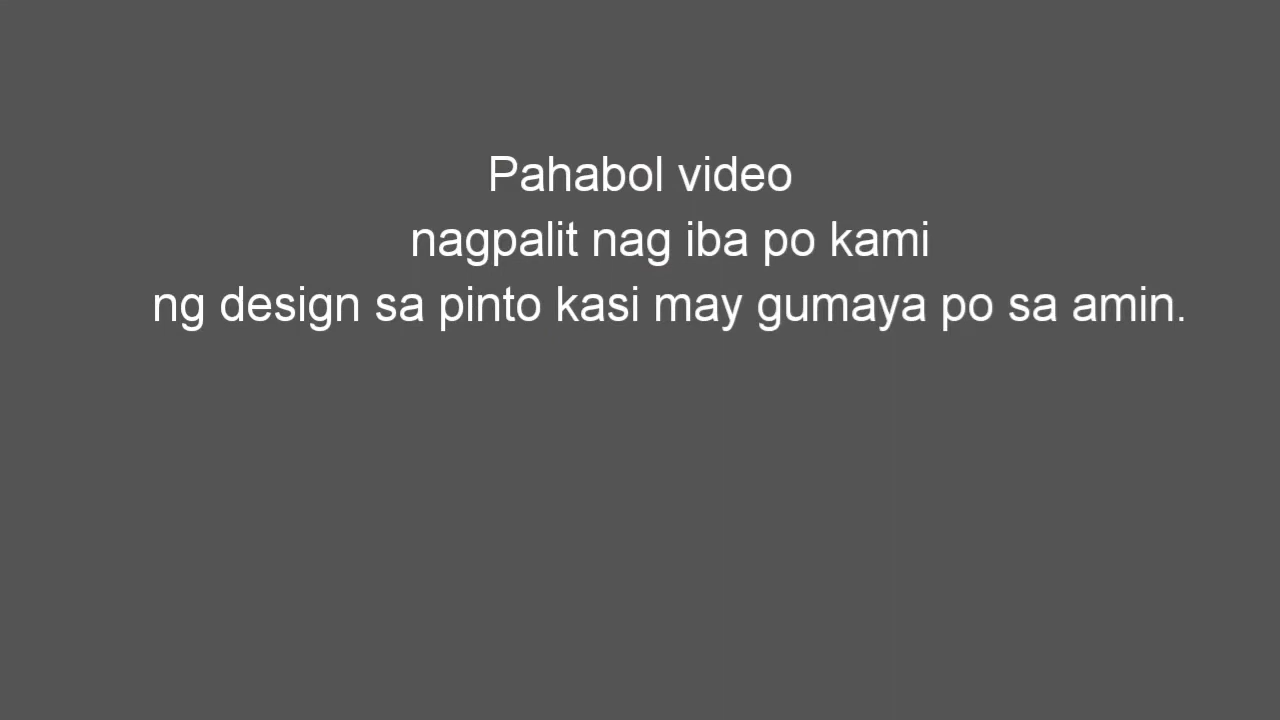 Pahabol video
nagpalit nag iba po kami
ng design sa pinto kasi may gumaya po sa amin.